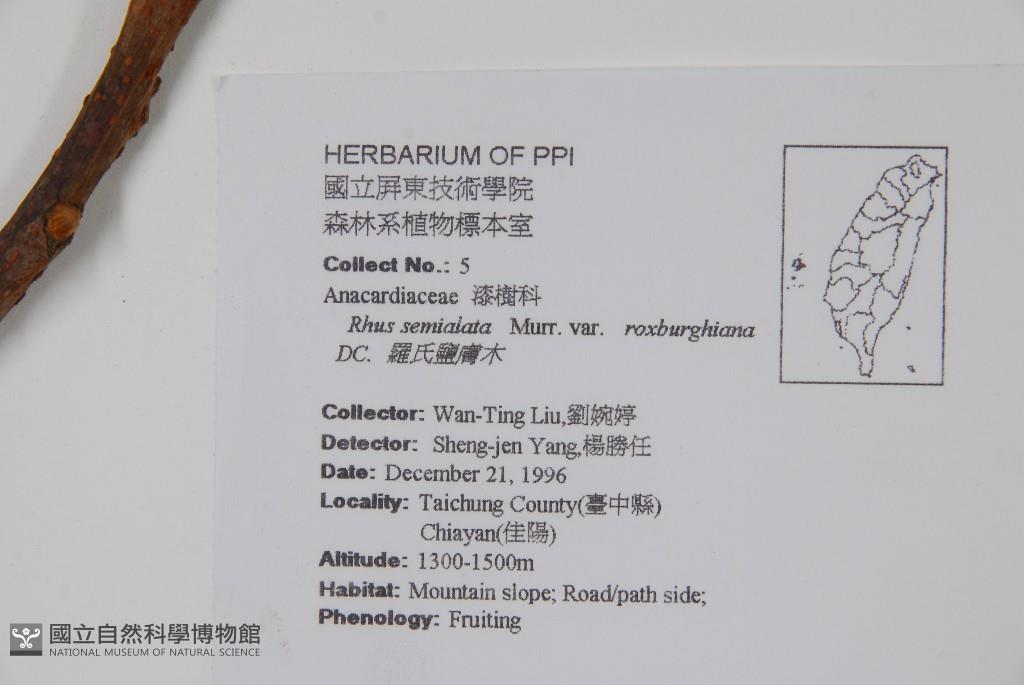 HERBARIUM OF PPI
國立屏東技術學院
森林系植物標本室
Collect No.: 5
Anacardiaceae 漆樹科
Rhus semialata Murr. var. roxburghiana
DC. 羅氏鹽膚木
Collector: Wan-Ting Liu,劉婉婷
Detector: Sheng-jen Yang,楊勝任
Date: December 21, 1996
Locality: Taichung County(臺中縣)
Chiayan(佳陽)
Altitude: 1300-1500m
Habitat: Mountain slope; Road/path side;
Phenology: Fruiting
國立自然科學博物館
NATIONAL MUSEUM OF NATURAL SCIENCE